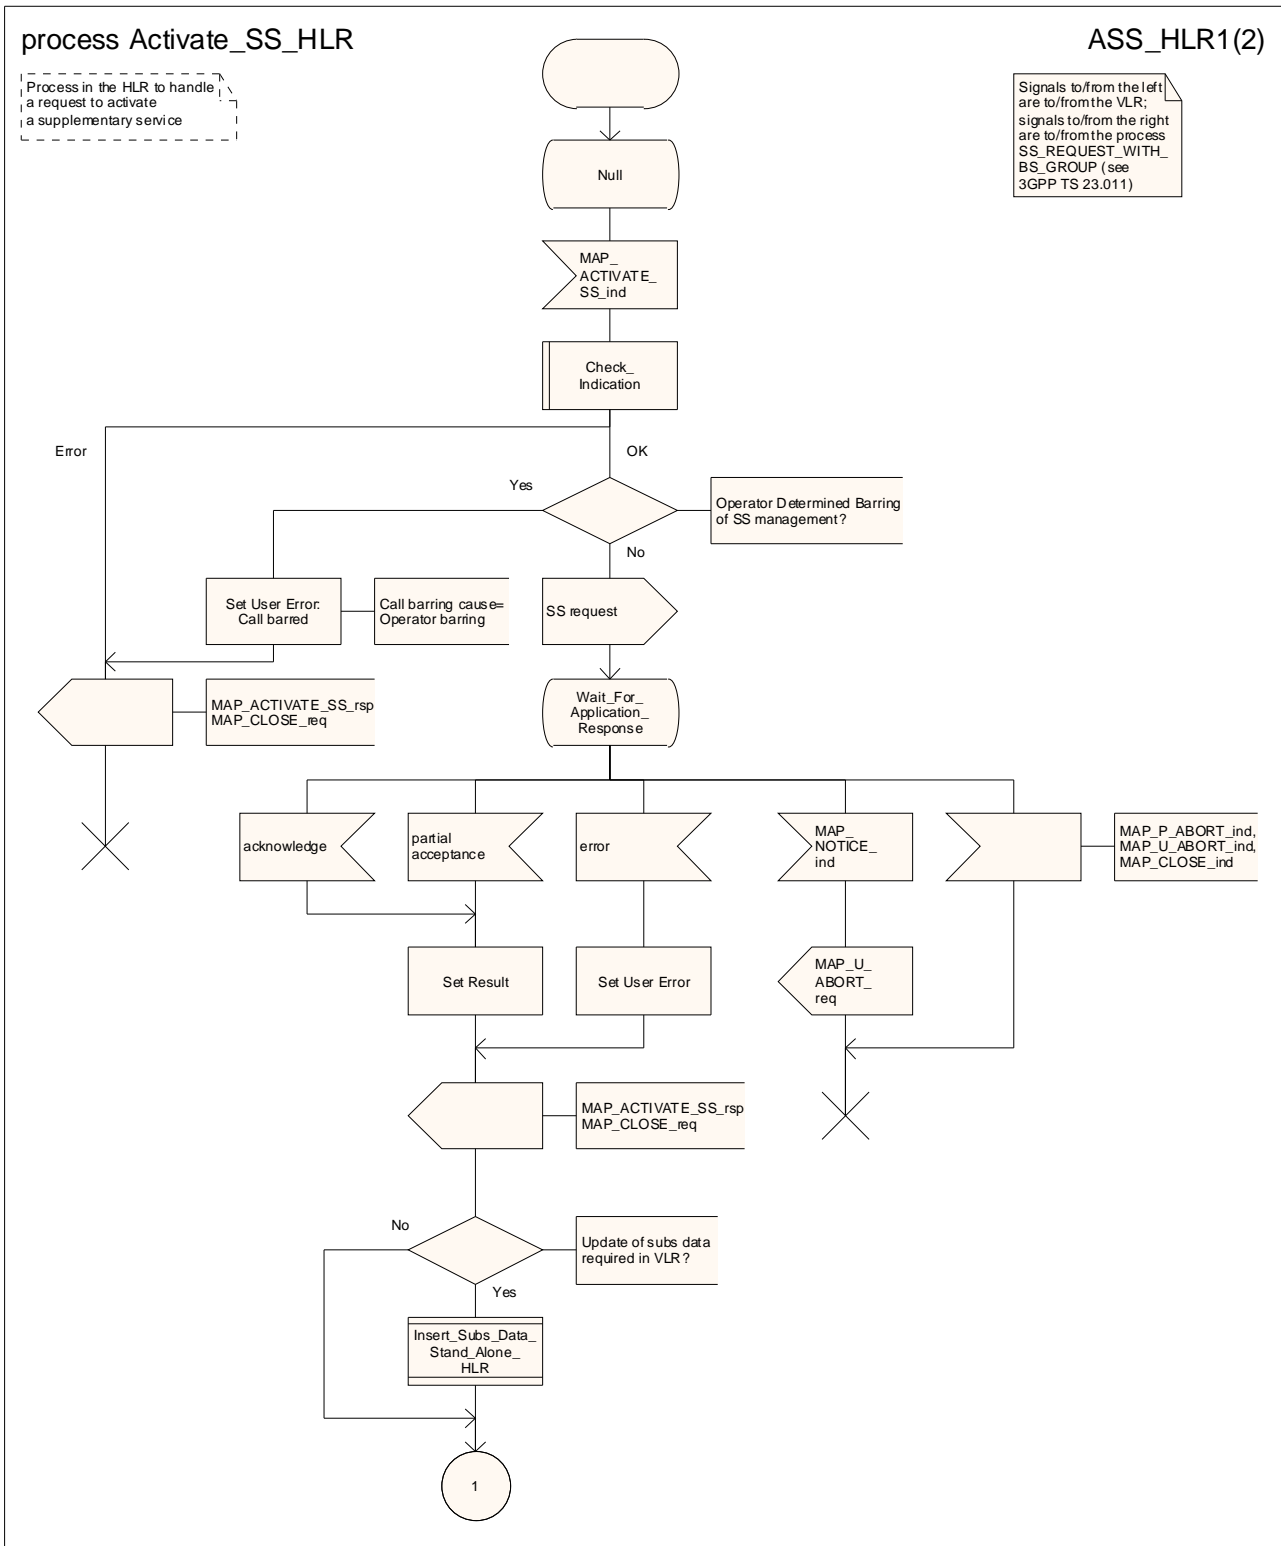 process Activate_SS_HLR
ASS_HLR1(2)
Process in the HLR to handle
a request to activate
a supplementary service
Signals to/from the left
are to/from the VLR;
signals to/from the right
are to/from the process
SS_REQUEST_WITH_
BS_GROUP (see
3GPP TS 23.011)
Null
MAP_
ACTIVATE_
SS_ind
Check_
Indication
Error
OK
Yes
Operator Determined Barring
of SS management?
No
Set User Error:
Call barred
Call barring cause=
Operator barring
SS request
MAP_ACTIVATE_SS_rsp
MAP_CLOSE_req
Wait_For_
Application_
Response
acknowledge
partial
acceptance
error
MAP_
NOTICE_
ind
MAP_P_ABORT_ind,
MAP_U_ABORT_ind,
MAP_CLOSE_ind
Set Result
Set User Error
MAP_U_
ABORT_
req
MAP_ACTIVATE_SS_rsp
MAP_CLOSE_req
No
Update of subs data
required in VLR?
Yes
Insert_Subs_Data_
Stand_Alone_
HLR
1